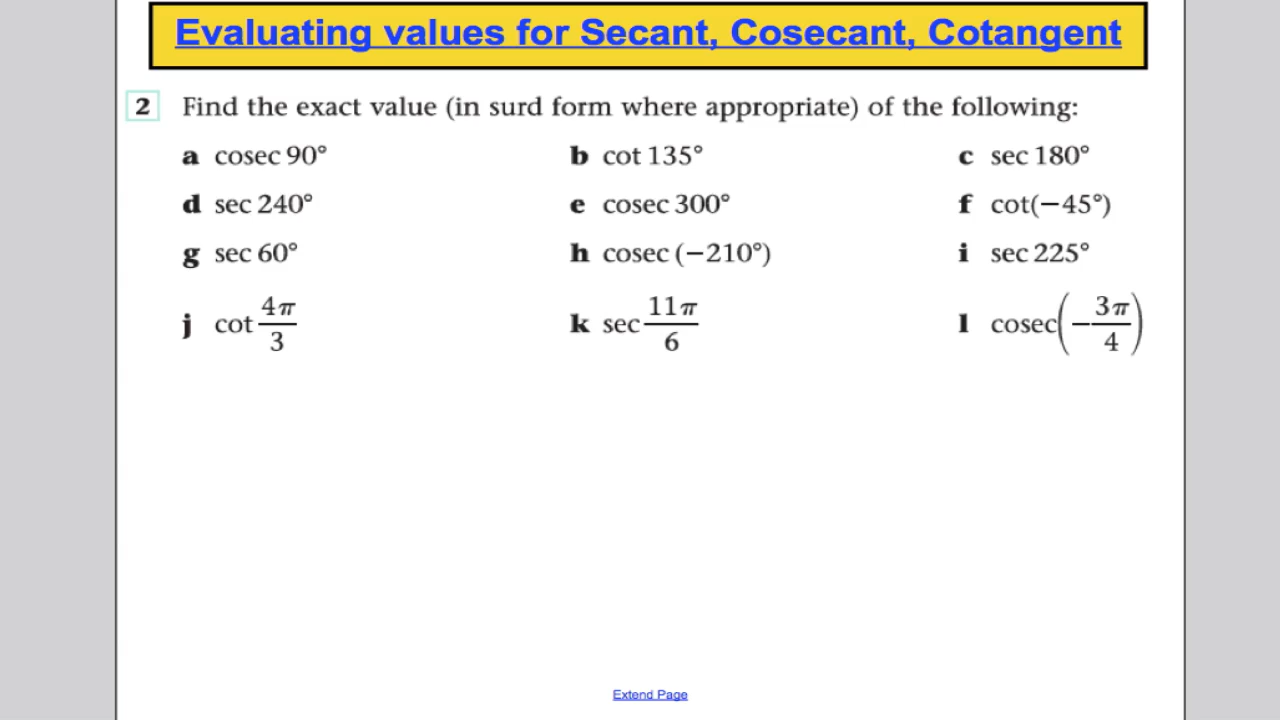 Evaluating values for Secant, Cosecant, Cotangent
2 Find the exact value (in surd form where appropriate) of the following:
a cosec 90° b cot 135° c sec 180°
d sec 240° e cosec 300° f cot(−45°)
g sec 60° h cosec (−210°) i sec 225°
j cot 4π/3 k sec 11π/6 l cosec(−3π/4)
Extend Page